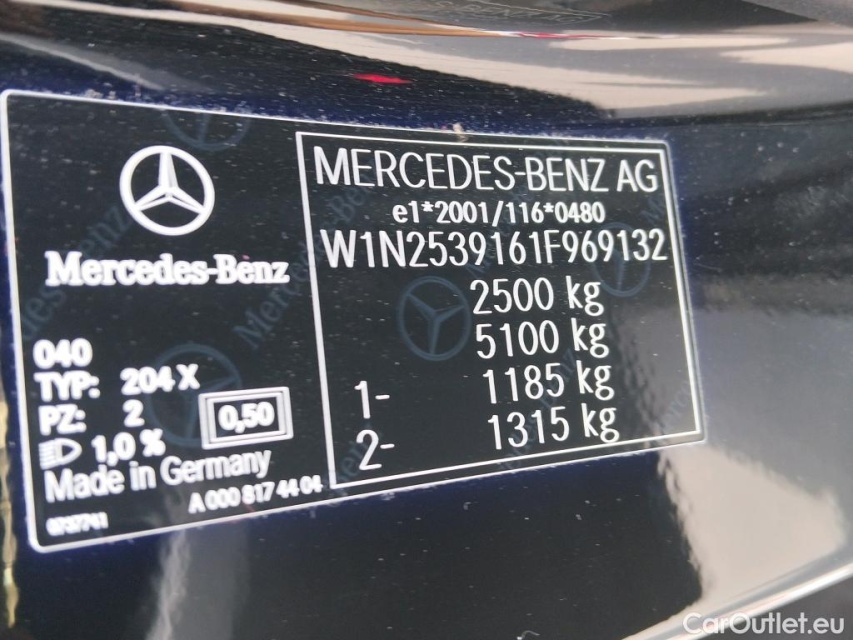 Mercedes-Benz
040
TYP: 204 X
PZ: 2
0,50
1,0 %
Made in Germany
A 000 817 44 04
MERCEDES-BENZ AG
e1*2001/116*0480
W1N2539161F969132
2500 kg
5100 kg
1- 1185 kg
2- 1315 kg
CarOutlet.eu